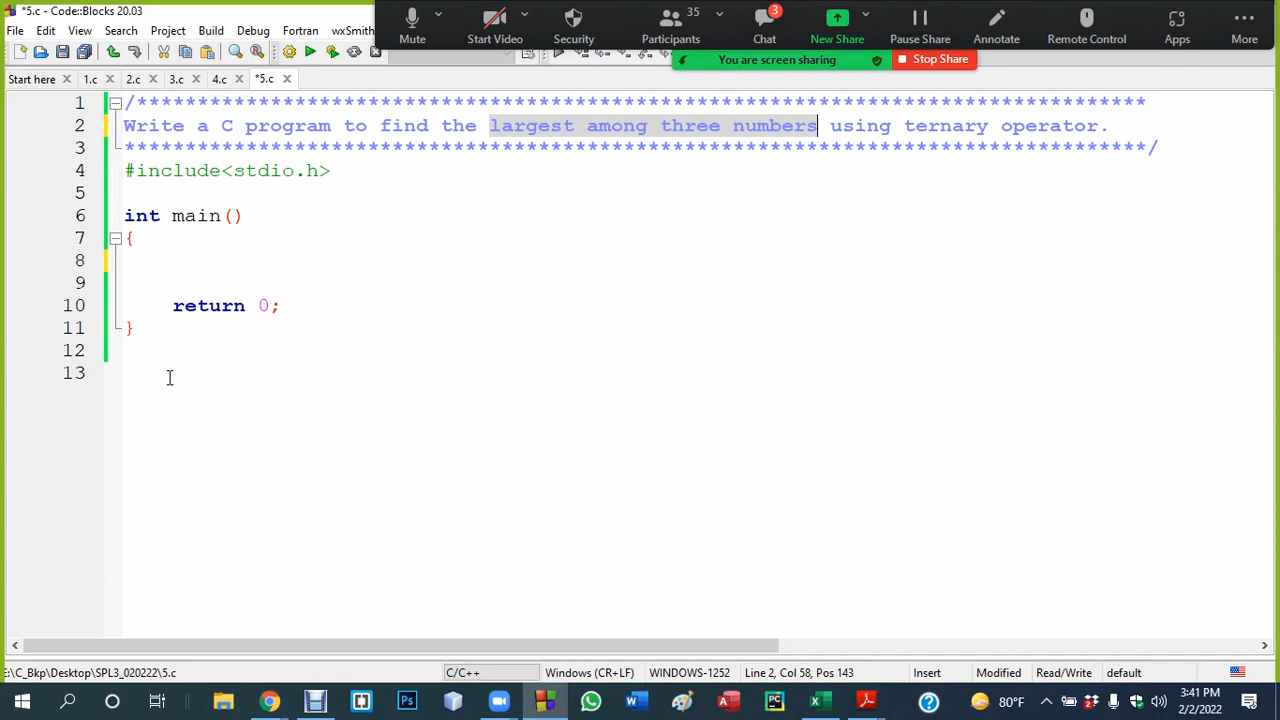 *5.c - Code::Blocks 20.03
File Edit View Search Project Build Debug Fortran wxSmith
Mute Start Video Security 35 Participants 3 Chat New Share Pause Share Annotate Remote Control Apps More
You are screen sharing Stop Share
Start here 1.c 2.c 3.c 4.c *5.c
1 /************************************************************************************
2 Write a C program to find the largest among three numbers using ternary operator.
3 *************************************************************************************/
4 #include<stdio.h>
5
6 int main()
7 {
8
9
10 return 0;
11 }
12
13
E:\C_Bkp\Desktop\SPL3_020222\5.c C/C++ Windows (CR+LF) WINDOWS-1252 Line 2, Col 58, Pos 143 Insert Modified Read/Write default
80°F 3:41 PM
2/2/2022